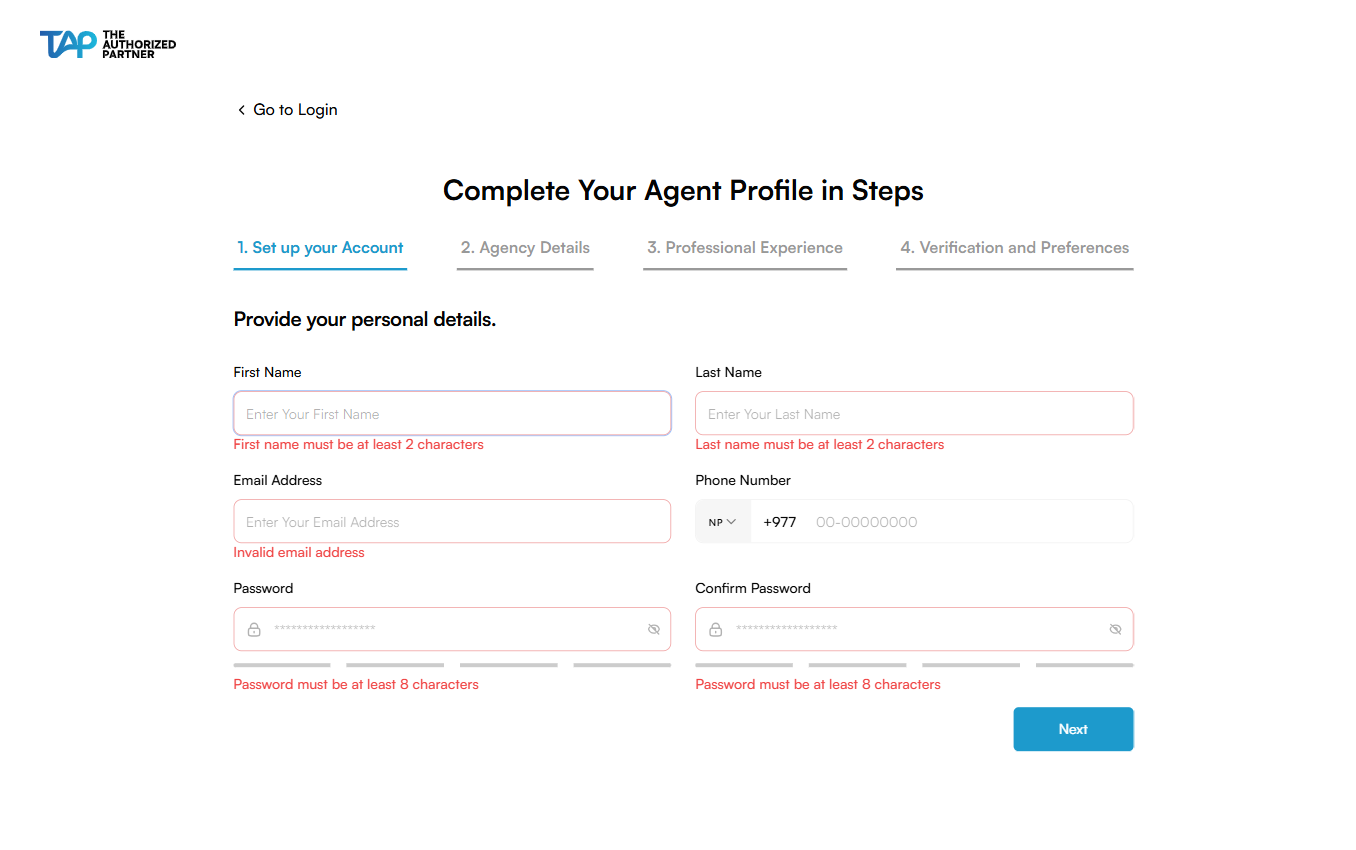 TAP THE AUTHORIZED PARTNER
Go to Login
Complete Your Agent Profile in Steps
1. Set up your Account 2. Agency Details 3. Professional Experience 4. Verification and Preferences
Provide your personal details.
First Name Last Name
Enter Your First Name Enter Your Last Name
First name must be at least 2 characters Last name must be at least 2 characters
Email Address Phone Number
Enter Your Email Address NP +977 00-00000000
Invalid email address
Password Confirm Password
****************** ******************
Password must be at least 8 characters Password must be at least 8 characters
Next